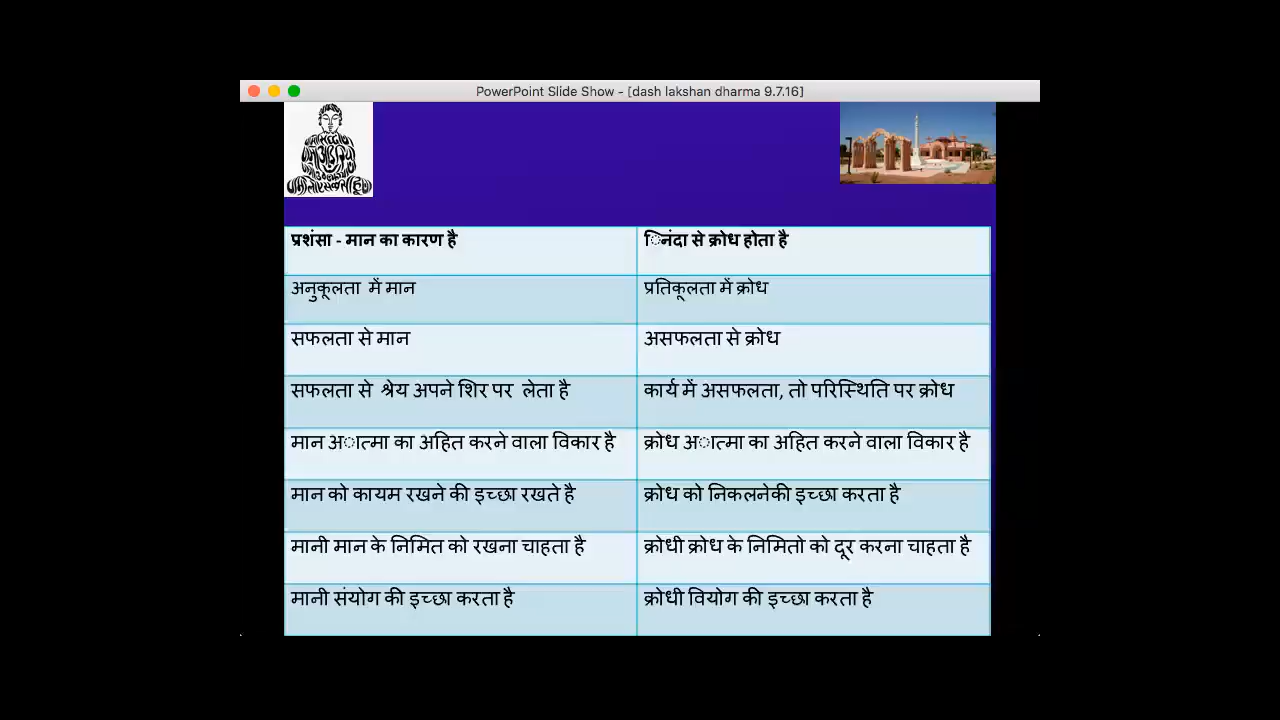 PowerPoint Slide Show - [dash lakshan dharma 9.7.16]
प्रशंसा - मान का कारण है
िनंदा से क्रोध होता है
अनुकूलता में मान
प्रतिकूलता में क्रोध
सफलता से मान
असफलता से क्रोध
सफलता से श्रेय अपने शिर पर लेता है
कार्य में असफलता, तो परिस्थिति पर क्रोध
मान अात्मा का अहित करने वाला विकार है
क्रोध अात्मा का अहित करने वाला विकार है
मान को कायम रखने की इच्छा रखते है
क्रोध को निकलनेकी इच्छा करता है
मानी मान के निमित को रखना चाहता है
क्रोधी क्रोध के निमितो को दूर करना चाहता है
मानी संयोग की इच्छा करता है
क्रोधी वियोग की इच्छा करता है